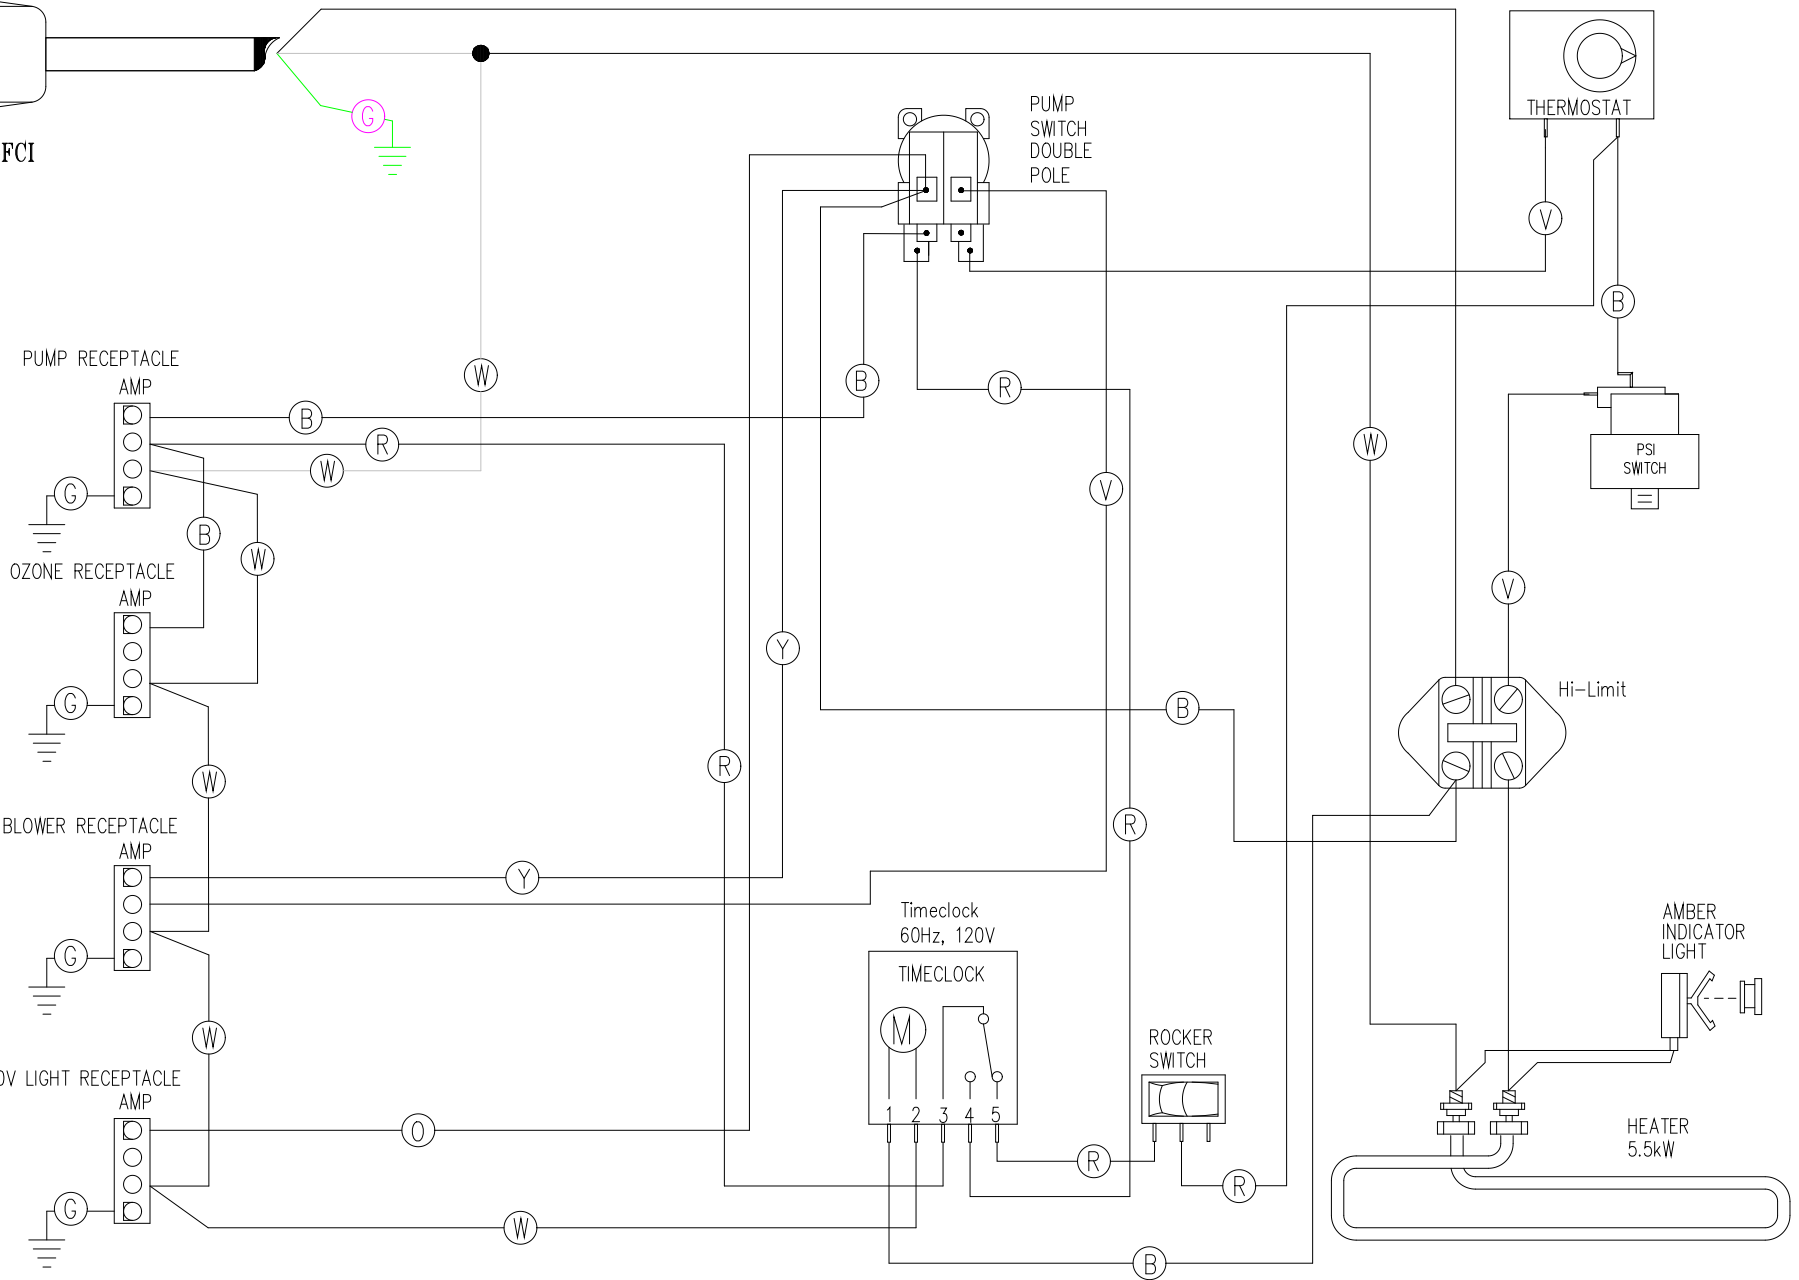 THERMOSTAT
PUMP
SWITCH
DOUBLE
POLE
G
FCI
V
B
PUMP RECEPTACLE
AMP
W
B
R
B
R
W
W
G
V
PSI
SWITCH
B
W
OZONE RECEPTACLE
AMP
V
G
Y
Hi-Limit
B
W
R
BLOWER RECEPTACLE
AMP
R
Y
G
Timeclock
60Hz, 120V
TIMECLOCK
AMBER
INDICATOR
LIGHT
M
W
ROCKER
SWITCH
0V LIGHT RECEPTACLE
AMP
1 2 3 4 5
O
HEATER
5.5kW
R
R
G
W
B